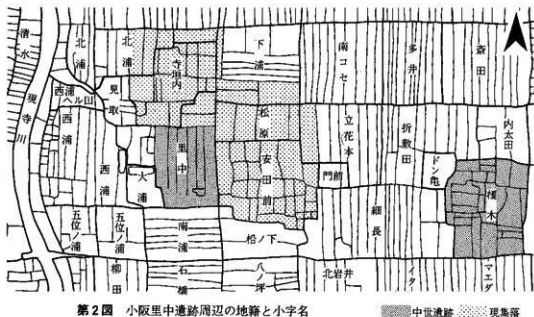 清水
現寺川
北浦
北浦
寺垣内
下浦
南コセ
多井
斎田
西浦
ヘル田
見取
西浦
西浦
大浦
里中
松原
安田前
立花本
門前
折敷田
ドン亀
内太田
榎木
五位ノ浦
五位ノ浦
柳田
南浦
石橋
松ノ下
八ノ坪
細長
北岩井
イタ
マエダ
第2図 小阪里中遺跡周辺の地籍と小字名
中世遺跡
現集落